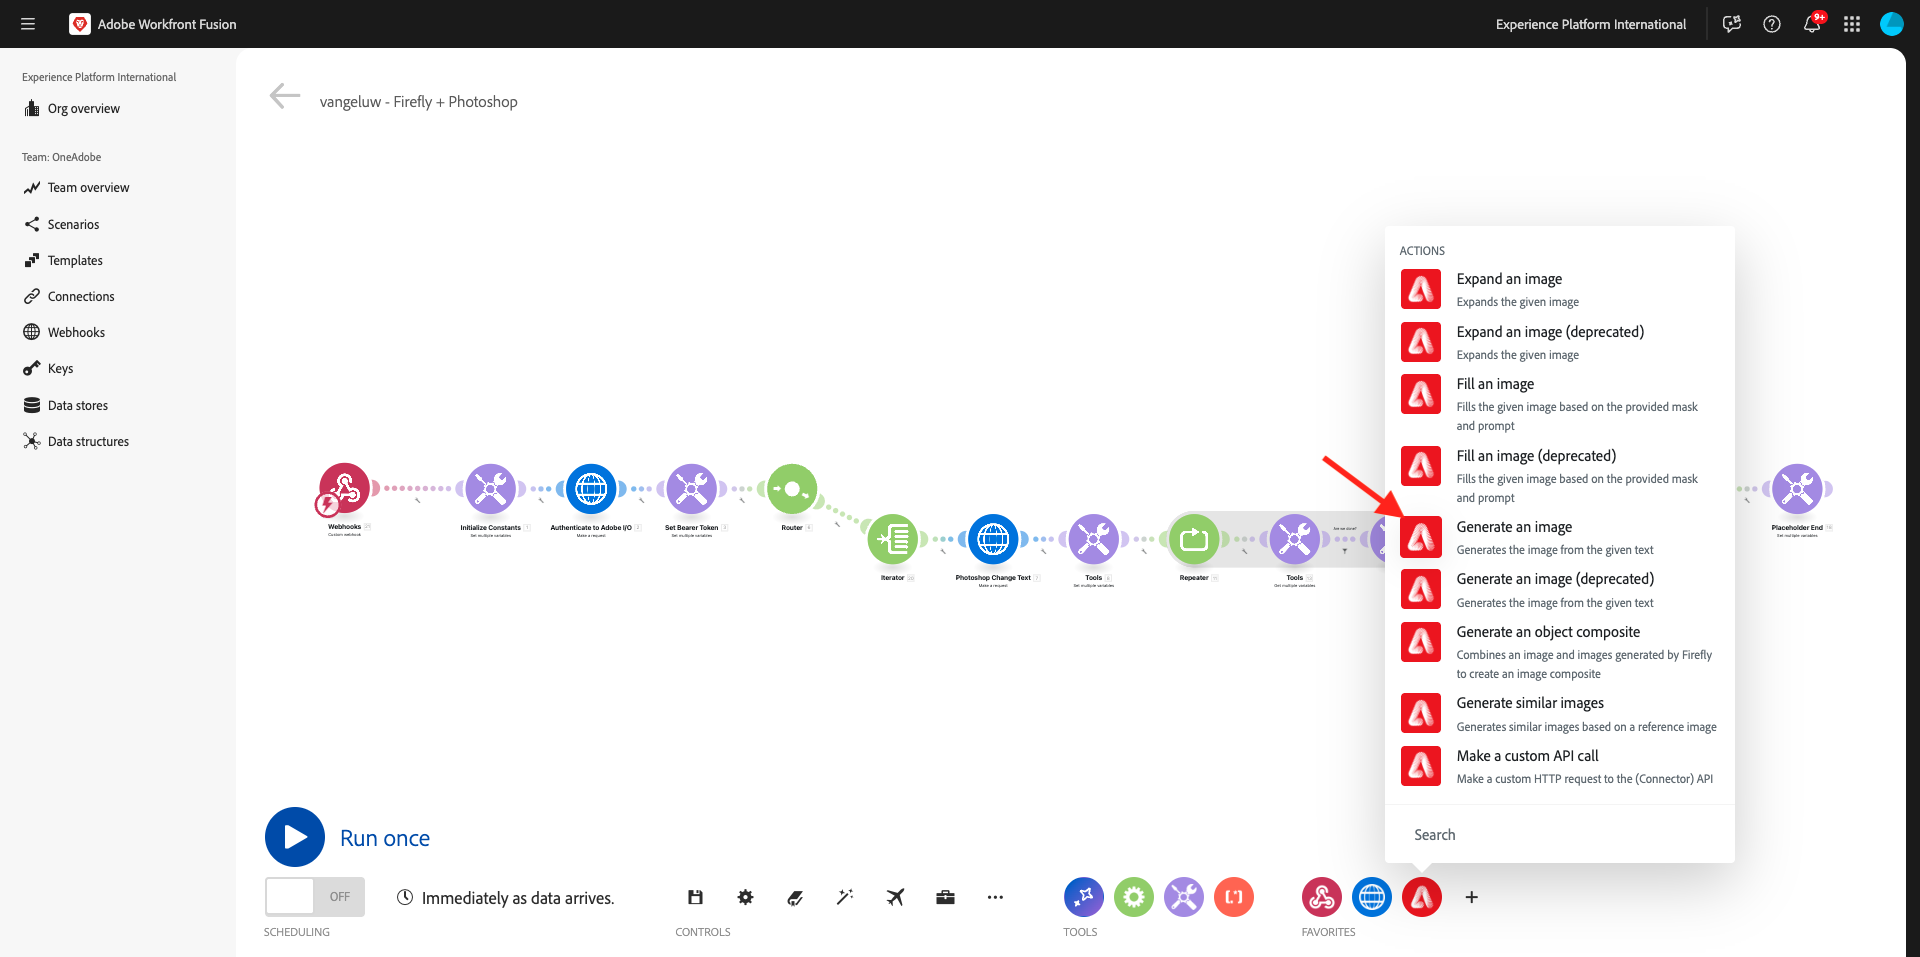 Adobe Workfront Fusion
Experience Platform International
9+
Experience Platform International
Org overview
Team: OneAdobe
Team overview
Scenarios
Templates
Connections
Webhooks
Keys
Data stores
Data structures
vangeluw - Firefly + Photoshop
Webhooks
Custom webhook
Initialize Constants
Set multiple variables
Authenticate to Adobe I/O
Make a request
Set Bearer Token
Set multiple variables
Router
Iterator
Photoshop Change Text
Make a request
Tools
Set multiple variables
Repeater
Tools
Get multiple variables
Are we done?
Placeholder End
Set multiple variables
ACTIONS
Expand an image
Expands the given image
Expand an image (deprecated)
Expands the given image
Fill an image
Fills the given image based on the provided mask
and prompt
Fill an image (deprecated)
Fills the given image based on the provided mask
and prompt
Generate an image
Generates the image from the given text
Generate an image (deprecated)
Generates the image from the given text
Generate an object composite
Combines an image and images generated by Firefly
to create an image composite
Generate similar images
Generates similar images based on a reference image
Make a custom API call
Make a custom HTTP request to the (Connector) API
Search
Run once
OFF
Immediately as data arrives.
SCHEDULING
CONTROLS
TOOLS
FAVORITES